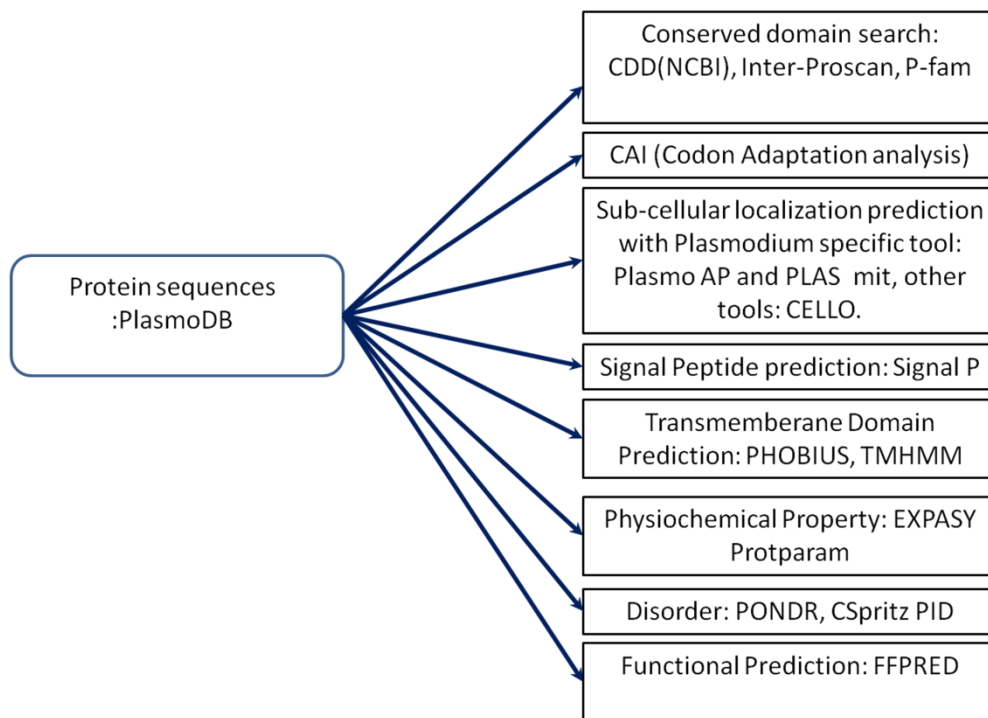 Protein sequences
:PlasmoDB
Conserved domain search:
CDD(NCBI), Inter-Proscan, P-fam
CAI (Codon Adaptation analysis)
Sub-cellular localization prediction
with Plasmodium specific tool:
Plasmo AP and PLAS mit, other
tools: CELLO.
Signal Peptide prediction: Signal P
Transmemberane Domain
Prediction: PHOBIUS, TMHMM
Physiochemical Property: EXPASY
Protparam
Disorder: PONDR, CSpritz PID
Functional Prediction: FFPRED